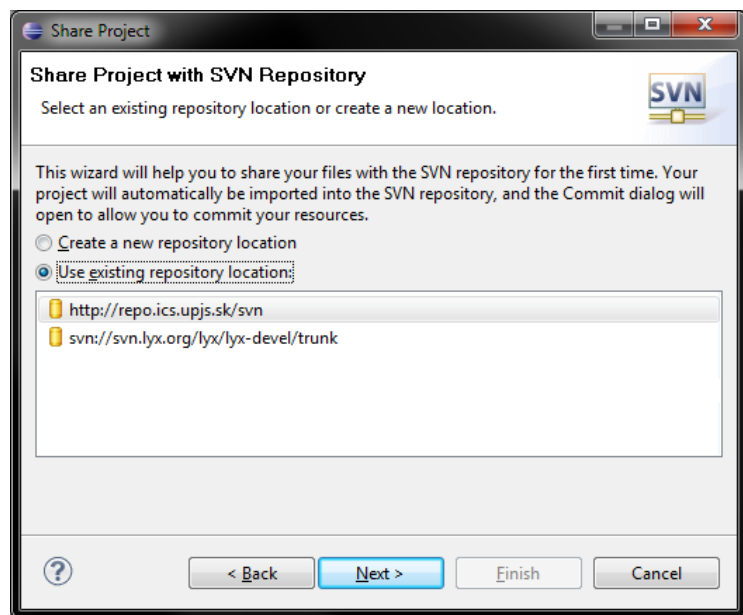 Share Project
Share Project with SVN Repository
Select an existing repository location or create a new location.
SVN
This wizard will help you to share your files with the SVN repository for the first time. Your
project will automatically be imported into the SVN repository, and the Commit dialog will
open to allow you to commit your resources.
Create a new repository location
Use existing repository location:
http://repo.ics.upjs.sk/svn
svn://svn.lyx.org/lyx/lyx-devel/trunk
? < Back Next > Finish Cancel